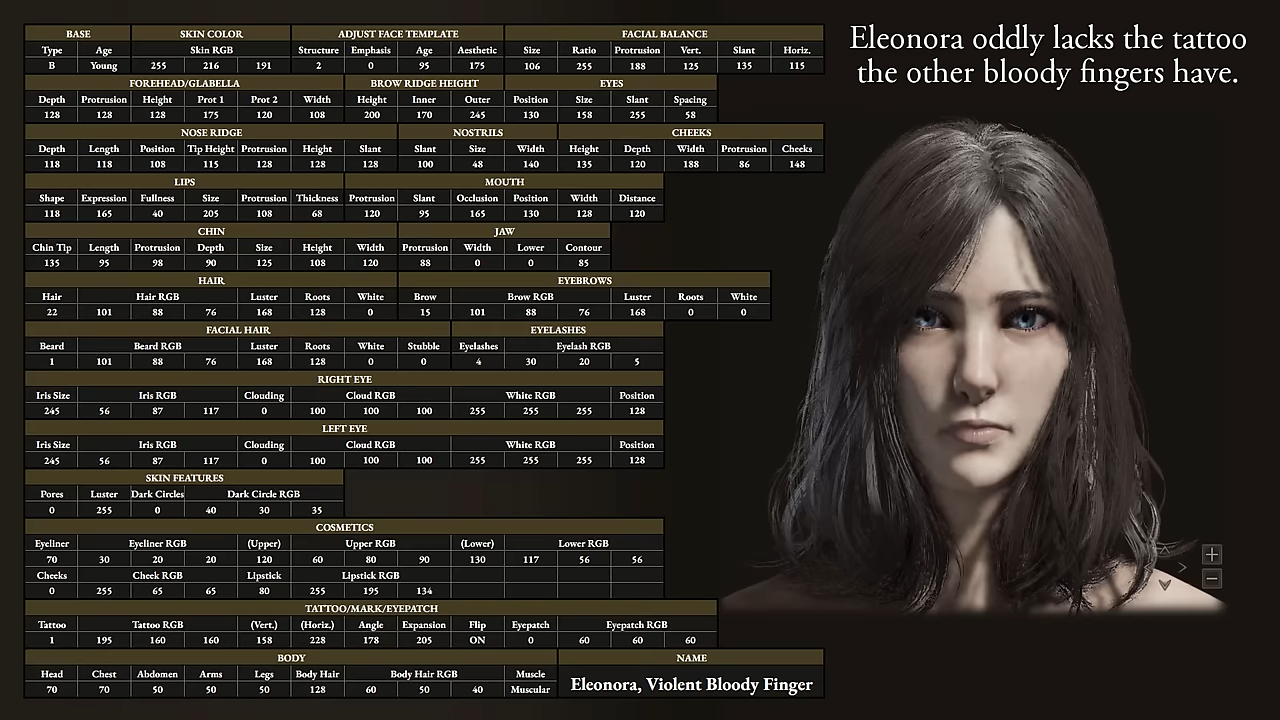 Eleonora oddly lacks the tattoo
the other bloody fingers have.
BASE SKIN COLOR ADJUST FACE TEMPLATE FACIAL BALANCE
Type Age Skin RGB Structure Emphasis Age Aesthetic Size Ratio Protrusion Vert. Slant Horiz.
B Young 255 216 191 2 0 95 175 106 255 188 125 135 115
FOREHEAD/GLABELLA BROW RIDGE HEIGHT EYES
Depth Protrusion Height Prot 1 Prot 2 Width Height Inner Outer Position Size Slant Spacing
128 128 128 175 120 108 200 170 245 130 158 255 58
NOSE RIDGE NOSTRILS CHEEKS
Depth Length Position Tip Height Protrusion Height Slant Slant Size Width Height Depth Width Protrusion Cheeks
118 118 108 115 128 128 128 100 48 140 135 120 188 86 148
LIPS MOUTH
Shape Expression Fullness Size Protrusion Thickness Protrusion Slant Occlusion Position Width Distance
118 165 40 205 108 68 120 95 165 130 128 120
CHIN JAW
Chin Tip Length Protrusion Depth Size Height Width Protrusion Width Lower Contour
135 95 98 90 125 108 120 88 0 0 85
HAIR EYEBROWS
Hair Hair RGB Luster Roots White Brow Brow RGB Luster Roots White
22 101 88 76 168 128 0 15 101 88 76 168 0 0
FACIAL HAIR EYELASHES
Beard Beard RGB Luster Roots White Stubble Eyelashes Eyelash RGB
1 101 88 76 168 128 0 0 4 30 20 5
RIGHT EYE
Iris Size Iris RGB Clouding Cloud RGB White RGB Position
245 56 87 117 0 100 100 100 255 255 255 128
LEFT EYE
Iris Size Iris RGB Clouding Cloud RGB White RGB Position
245 56 87 117 0 100 100 100 255 255 255 128
SKIN FEATURES
Pores Luster Dark Circles Dark Circle RGB
0 255 0 40 30 35
COSMETICS
Eyeliner Eyeliner RGB (Upper) Upper RGB (Lower) Lower RGB
70 30 20 20 120 60 80 90 130 117 56 56
Cheeks Cheek RGB Lipstick Lipstick RGB
0 255 65 65 80 255 195 134
TATTOO/MARK/EYEPATCH
Tattoo Tattoo RGB (Vert.) (Horiz.) Angle Expansion Flip Eyepatch Eyepatch RGB
1 195 160 160 158 228 178 205 ON 0 60 60 60
BODY NAME
Head Chest Abdomen Arms Legs Body Hair Body Hair RGB Muscle
70 70 50 50 50 128 60 50 40 Muscular
Eleonora, Violent Bloody Finger